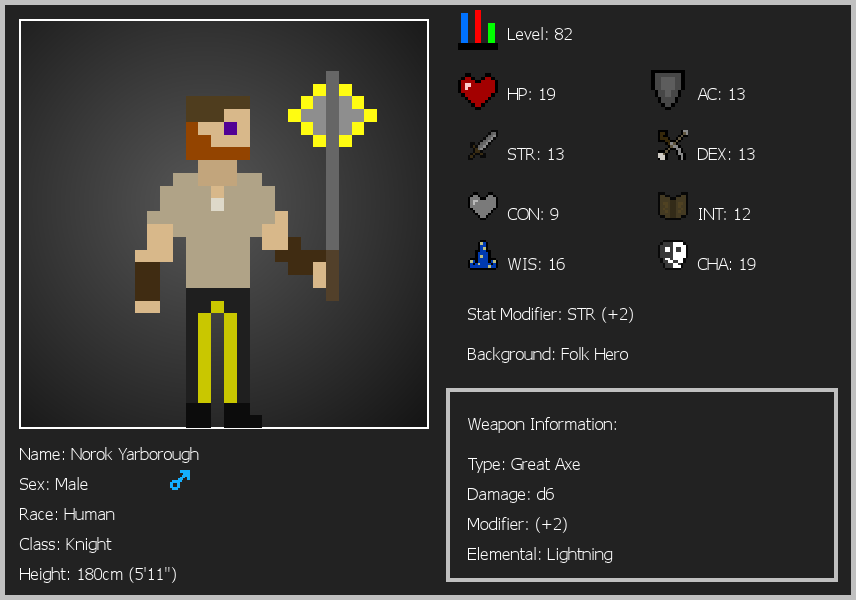 Level: 82
HP: 19
AC: 13
STR: 13
DEX: 13
CON: 9
INT: 12
WIS: 16
CHA: 19
Stat Modifier: STR (+2)
Background: Folk Hero
Weapon Information:
Type: Great Axe
Damage: d6
Modifier: (+2)
Elemental: Lightning
Name: Norok Yarborough
Sex: Male
Race: Human
Class: Knight
Height: 180cm (5'11")